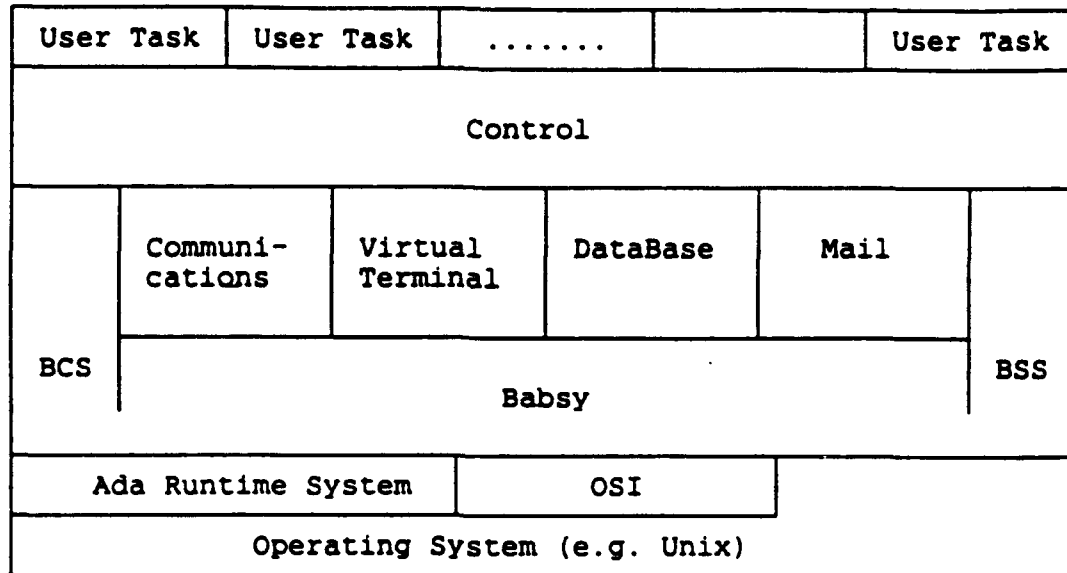 User Task
User Task
.......
User Task
Control
Communi-
cations
Virtual
Terminal
DataBase
Mail
BCS
Babsy
BSS
Ada Runtime System
OSI
Operating System (e.g. Unix)